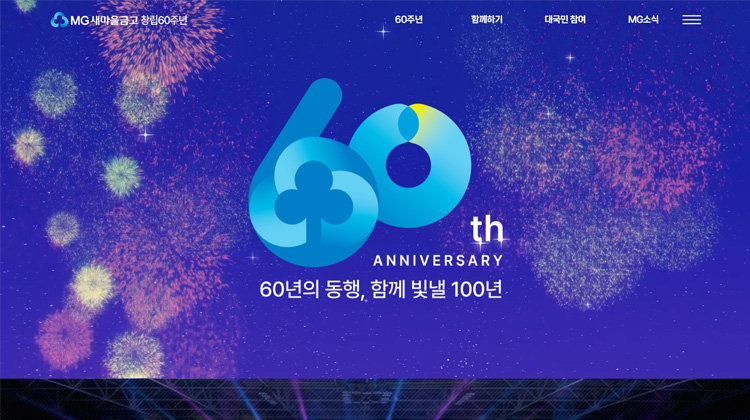 MG새마을금고 창립60주년
60주년
함께하기
대국민 참여
MG소식
60th
ANNIVERSARY
60년의 동행, 함께 빛낼 100년